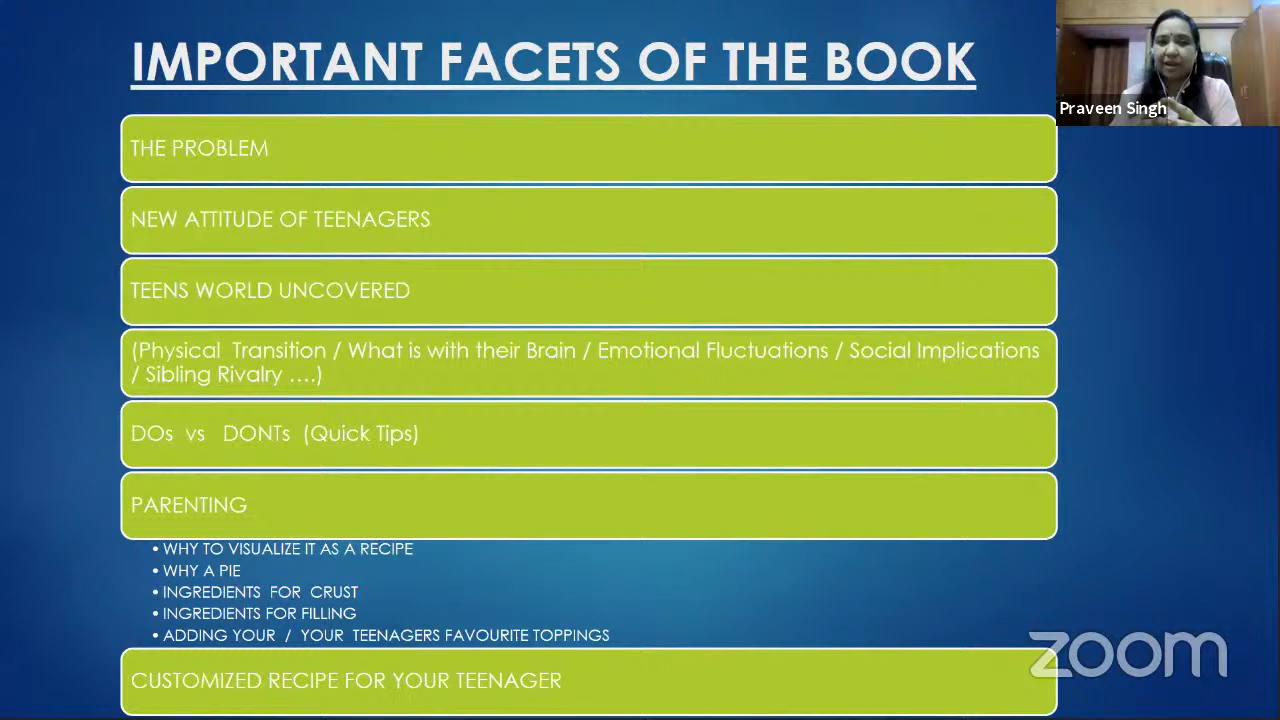 IMPORTANT FACETS OF THE BOOK
Praveen Singh
THE PROBLEM
NEW ATTITUDE OF TEENAGERS
TEENS WORLD UNCOVERED
(Physical Transition / What is with their Brain / Emotional Fluctuations / Social Implications
/ Sibling Rivalry ....)
DOs vs DONTs (Quick Tips)
PARENTING
• WHY TO VISUALIZE IT AS A RECIPE
• WHY A PIE
• INGREDIENTS FOR CRUST
• INGREDIENTS FOR FILLING
• ADDING YOUR / YOUR TEENAGERS FAVOURITE TOPPINGS
zoom
CUSTOMIZED RECIPE FOR YOUR TEENAGER